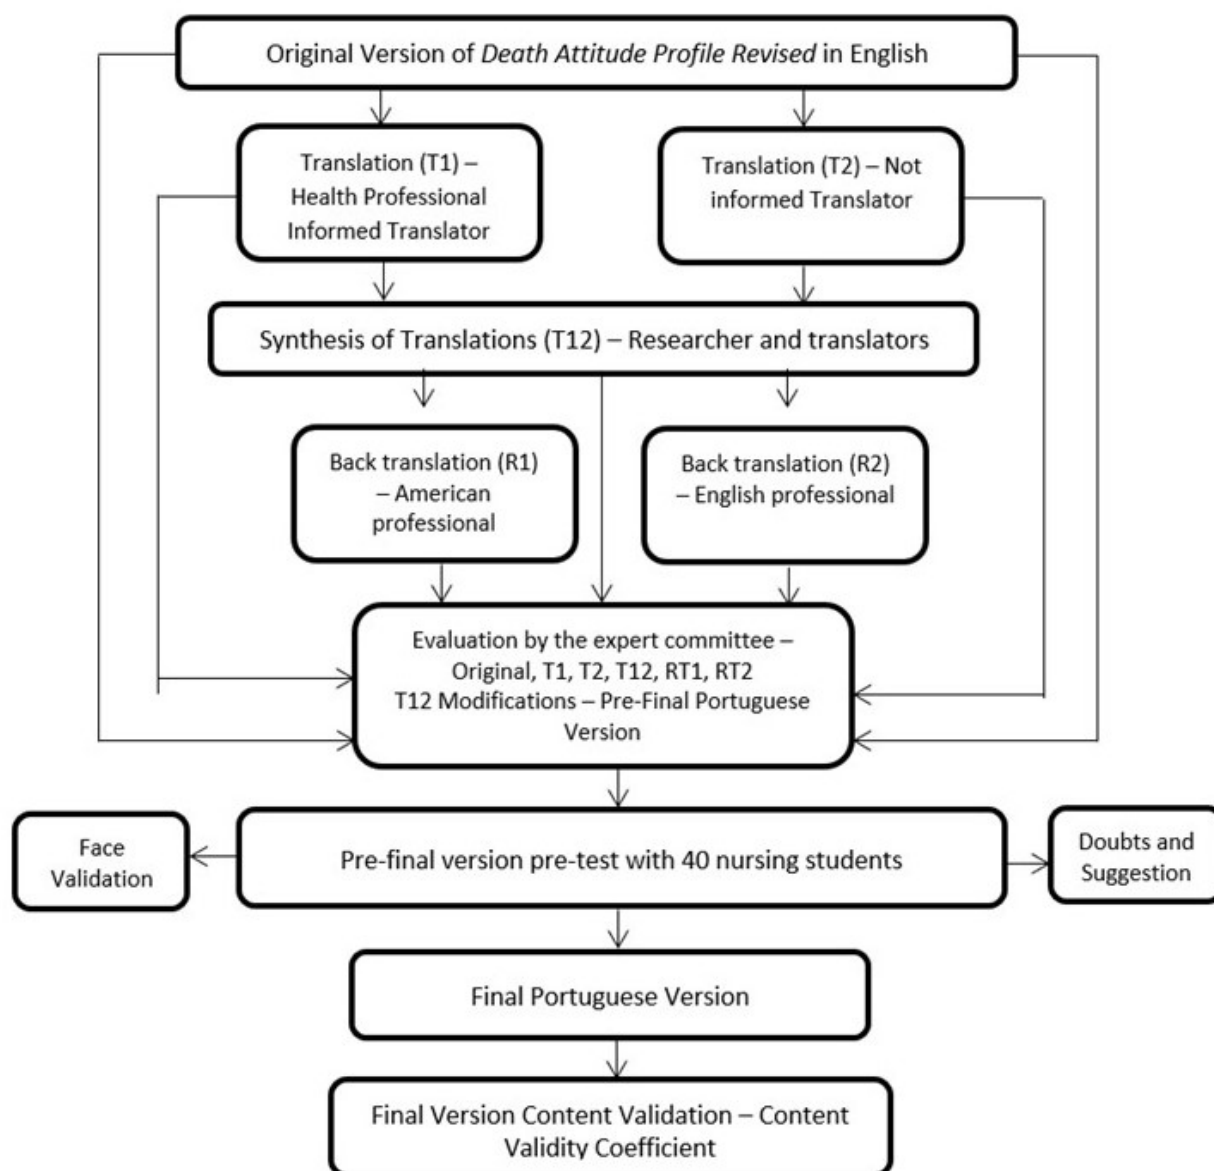 Original Version of Death Attitude Profile Revised in English
Translation (T1) –
Health Professional
Informed Translator
Translation (T2) – Not
informed Translator
Synthesis of Translations (T12) – Researcher and translators
Back translation (R1)
– American
professional
Back translation (R2)
– English professional
Evaluation by the expert committee –
Original, T1, T2, T12, RT1, RT2
T12 Modifications – Pre-Final Portuguese
Version
Face
Validation
Pre-final version pre-test with 40 nursing students
Doubts and
Suggestion
Final Portuguese Version
Final Version Content Validation – Content
Validity Coefficient